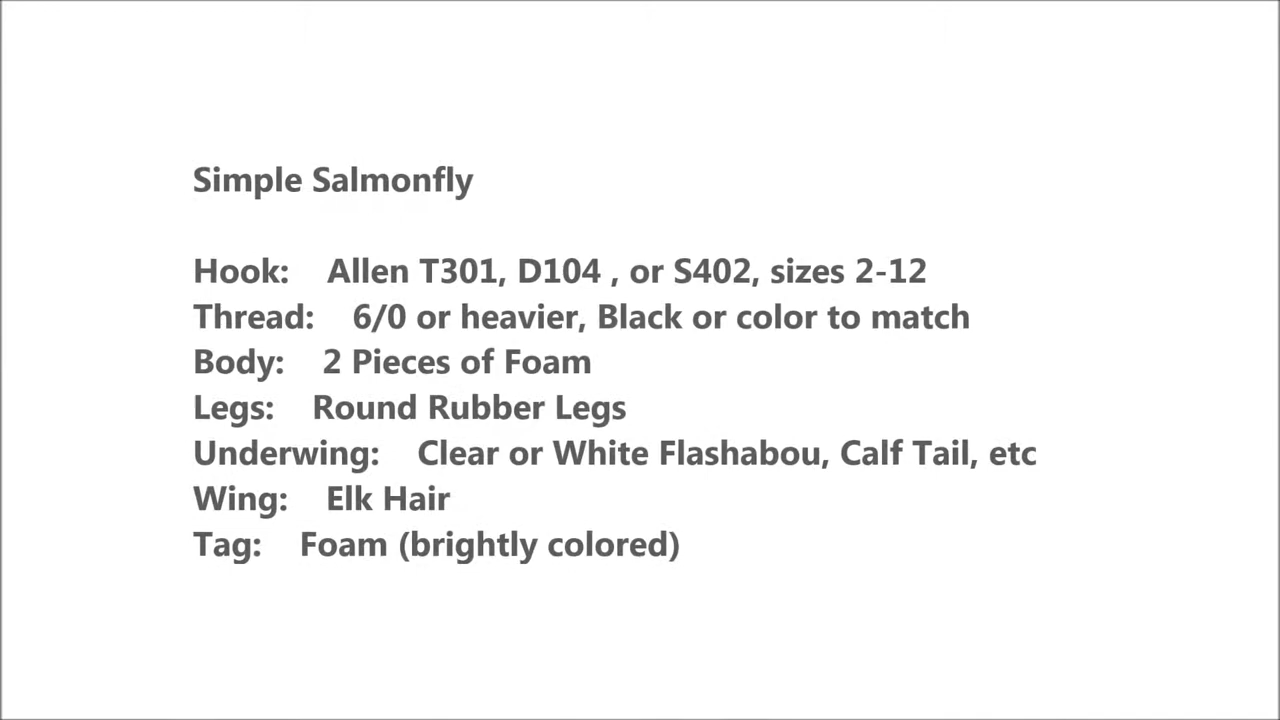 Simple Salmonfly
Hook: Allen T301, D104 , or S402, sizes 2-12
Thread: 6/0 or heavier, Black or color to match
Body: 2 Pieces of Foam
Legs: Round Rubber Legs
Underwing: Clear or White Flashabou, Calf Tail, etc
Wing: Elk Hair
Tag: Foam (brightly colored)